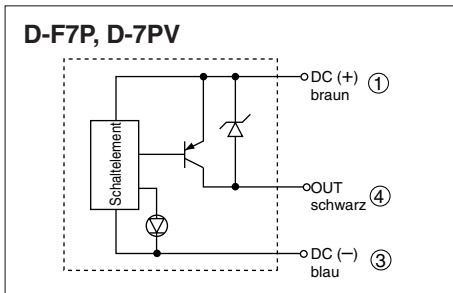 D-F7P, D-7PV
DC (+) ①
braun
Schaltelement
OUT
schwarz ④
DC (–) ③
blau